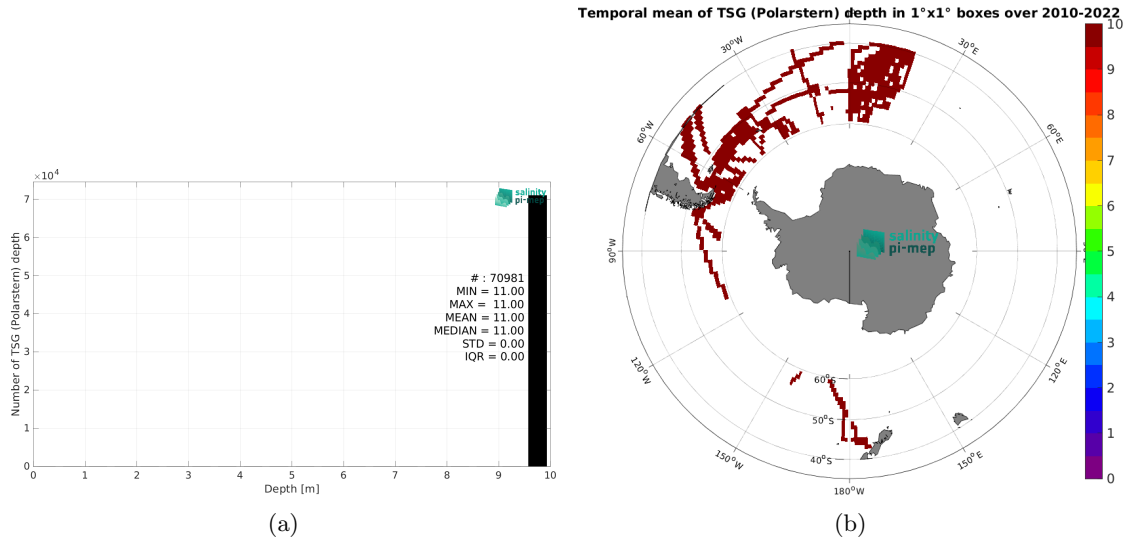 Temporal mean of TSG (Polarstern) depth in 1°x1° boxes over 2010-2022
×10⁴
Number of TSG (Polarstern) depth
7
6
5
4
3
2
1
0
0 1 2 3 4 5 6 7 8 9 10
Depth [m]
salinity
pi-mep
# : 70981
MIN = 11.00
MAX = 11.00
MEAN = 11.00
MEDIAN = 11.00
STD = 0.00
IQR = 0.00
(a)
30°W
30°E
60°W
60°E
90°W
120°W
120°E
150°W
150°E
180°W
60°S
50°S
40°S
salinity
pi-mep
10
9
8
7
6
5
4
3
2
1
0
(b)